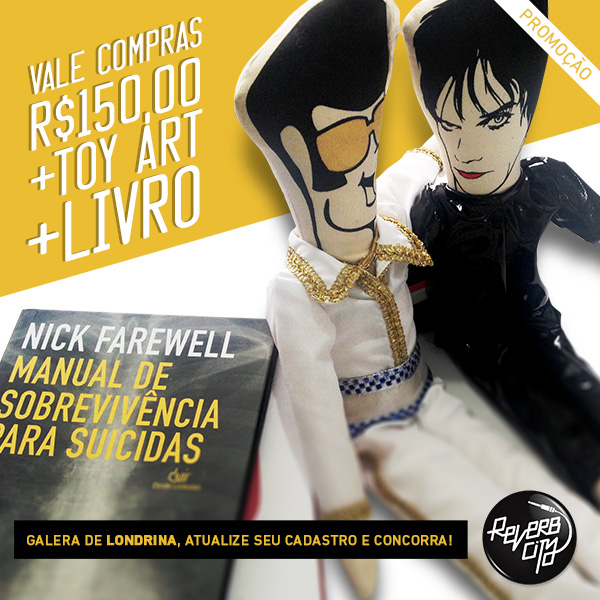 PROMOÇÃO
VALE COMPRAS
R$150,00
+TOY ÁRT
+LIVRO
NICK FAREWELL
MANUAL DE
SOBREVIVÊNCIA
PARA SUICIDAS
GALERA DE LONDRINA, ATUALIZE SEU CADASTRO E CONCORRA!
REVERB
CITY